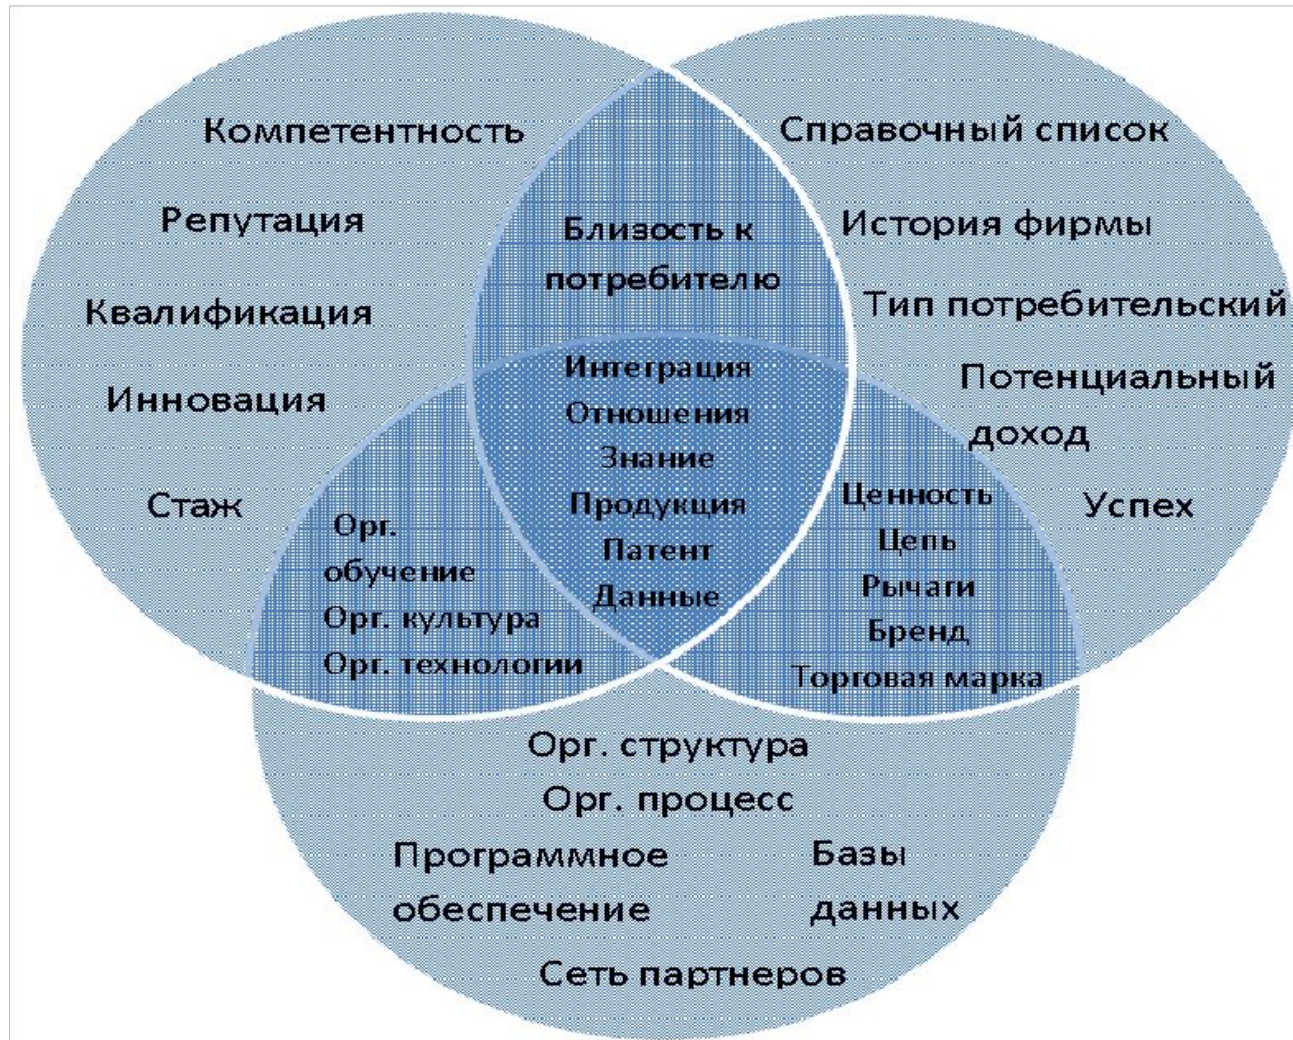 Компетентность
Репутация
Квалификация
Инновация
Стаж
Близость к
потребителю
Справочный список
История фирмы
Тип потребительский
Потенциальный
доход
Успех
Интеграция
Отношения
Знание
Продукция
Патент
Данные
Орг.
обучение
Орг. культура
Орг. технологии
Ценность
Цепь
Рычаги
Бренд
Торговая марка
Орг. структура
Орг. процесс
Программное
обеспечение
Базы
данных
Сеть партнеров